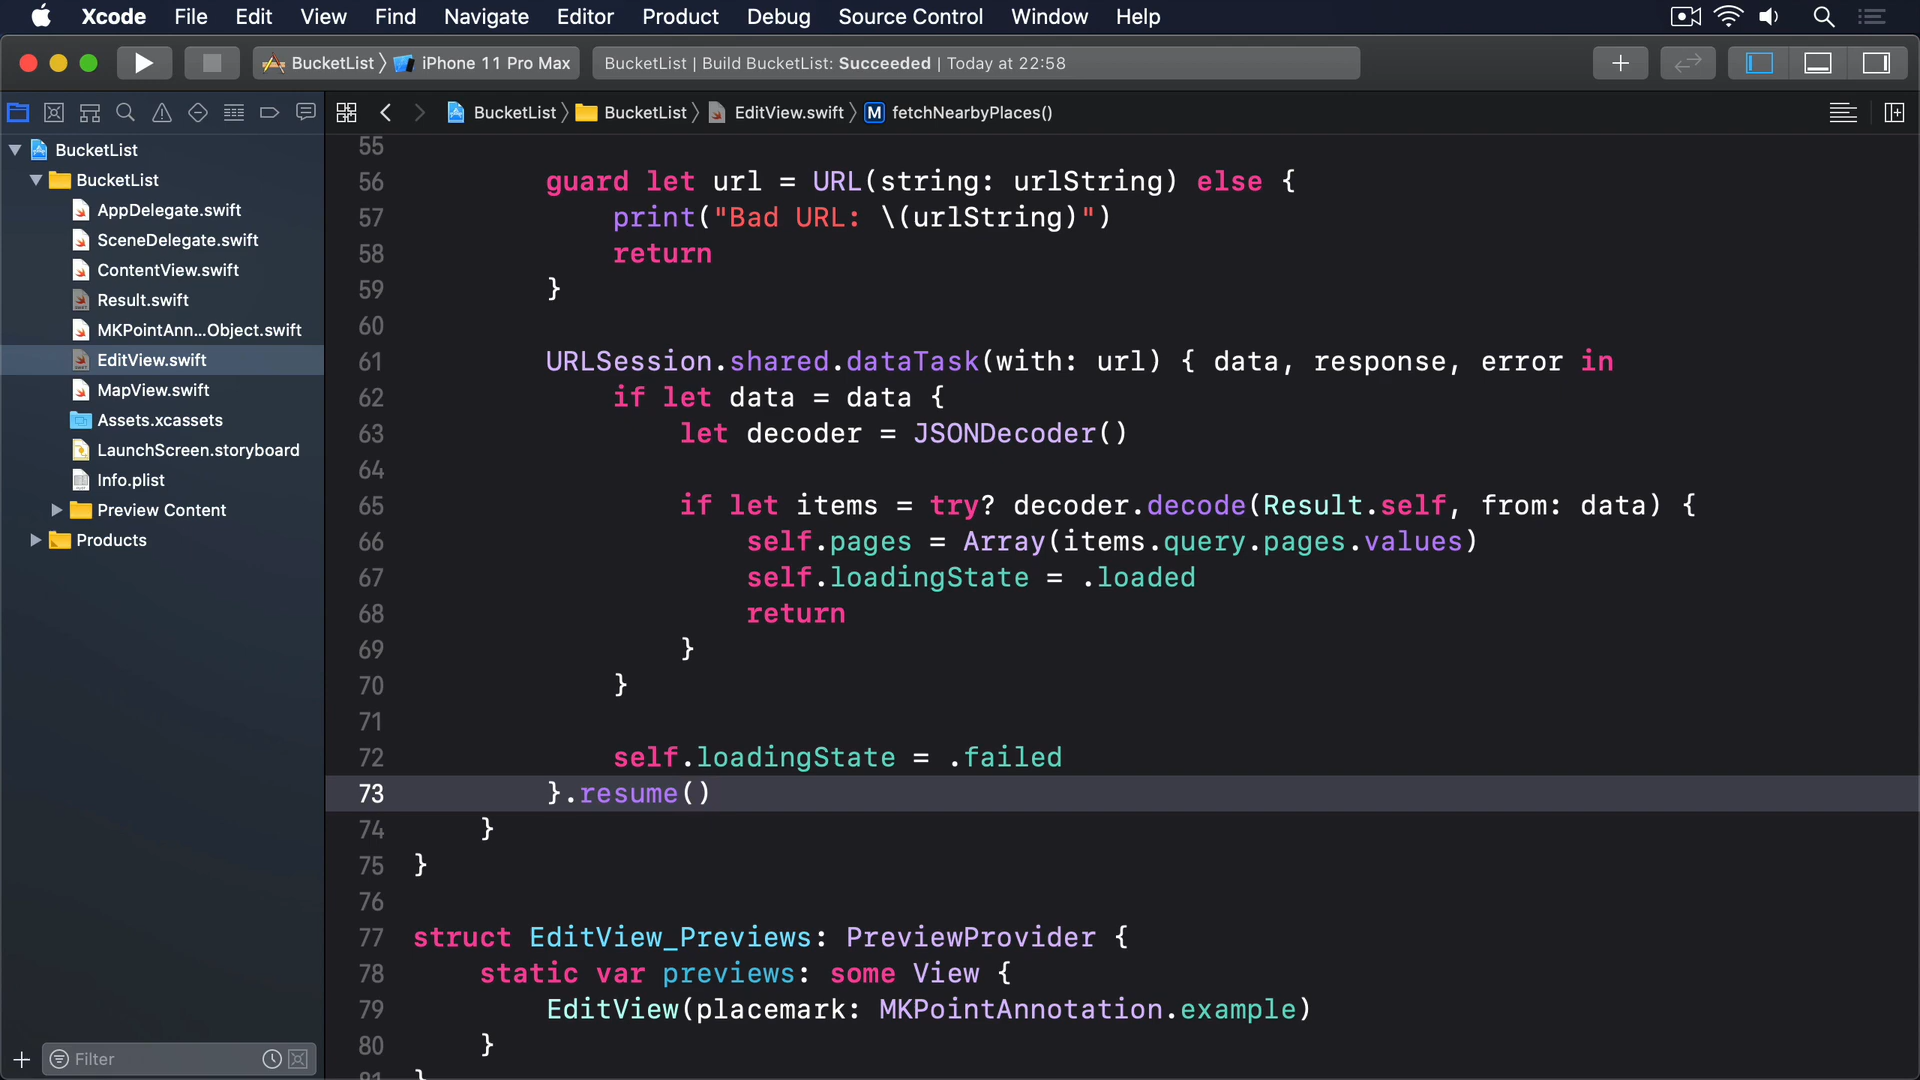 Xcode File Edit View Find Navigate Editor Product Debug Source Control Window Help
BucketList iPhone 11 Pro Max BucketList | Build BucketList: Succeeded | Today at 22:58
BucketList BucketList EditView.swift M fetchNearbyPlaces()
BucketList
BucketList
AppDelegate.swift
SceneDelegate.swift
ContentView.swift
Result.swift
MKPointAnn...Object.swift
EditView.swift
MapView.swift
Assets.xcassets
LaunchScreen.storyboard
Info.plist
Preview Content
Products
Filter
55
56 guard let url = URL(string: urlString) else {
57 print("Bad URL: \(urlString)")
58 return
59 }
60
61 URLSession.shared.dataTask(with: url) { data, response, error in
62 if let data = data {
63 let decoder = JSONDecoder()
64
65 if let items = try? decoder.decode(Result.self, from: data) {
66 self.pages = Array(items.query.pages.values)
67 self.loadingState = .loaded
68 return
69 }
70 }
71
72 self.loadingState = .failed
73 }.resume()
74 }
75 }
76
77 struct EditView_Previews: PreviewProvider {
78 static var previews: some View {
79 EditView(placemark: MKPointAnnotation.example)
80 }
81 }